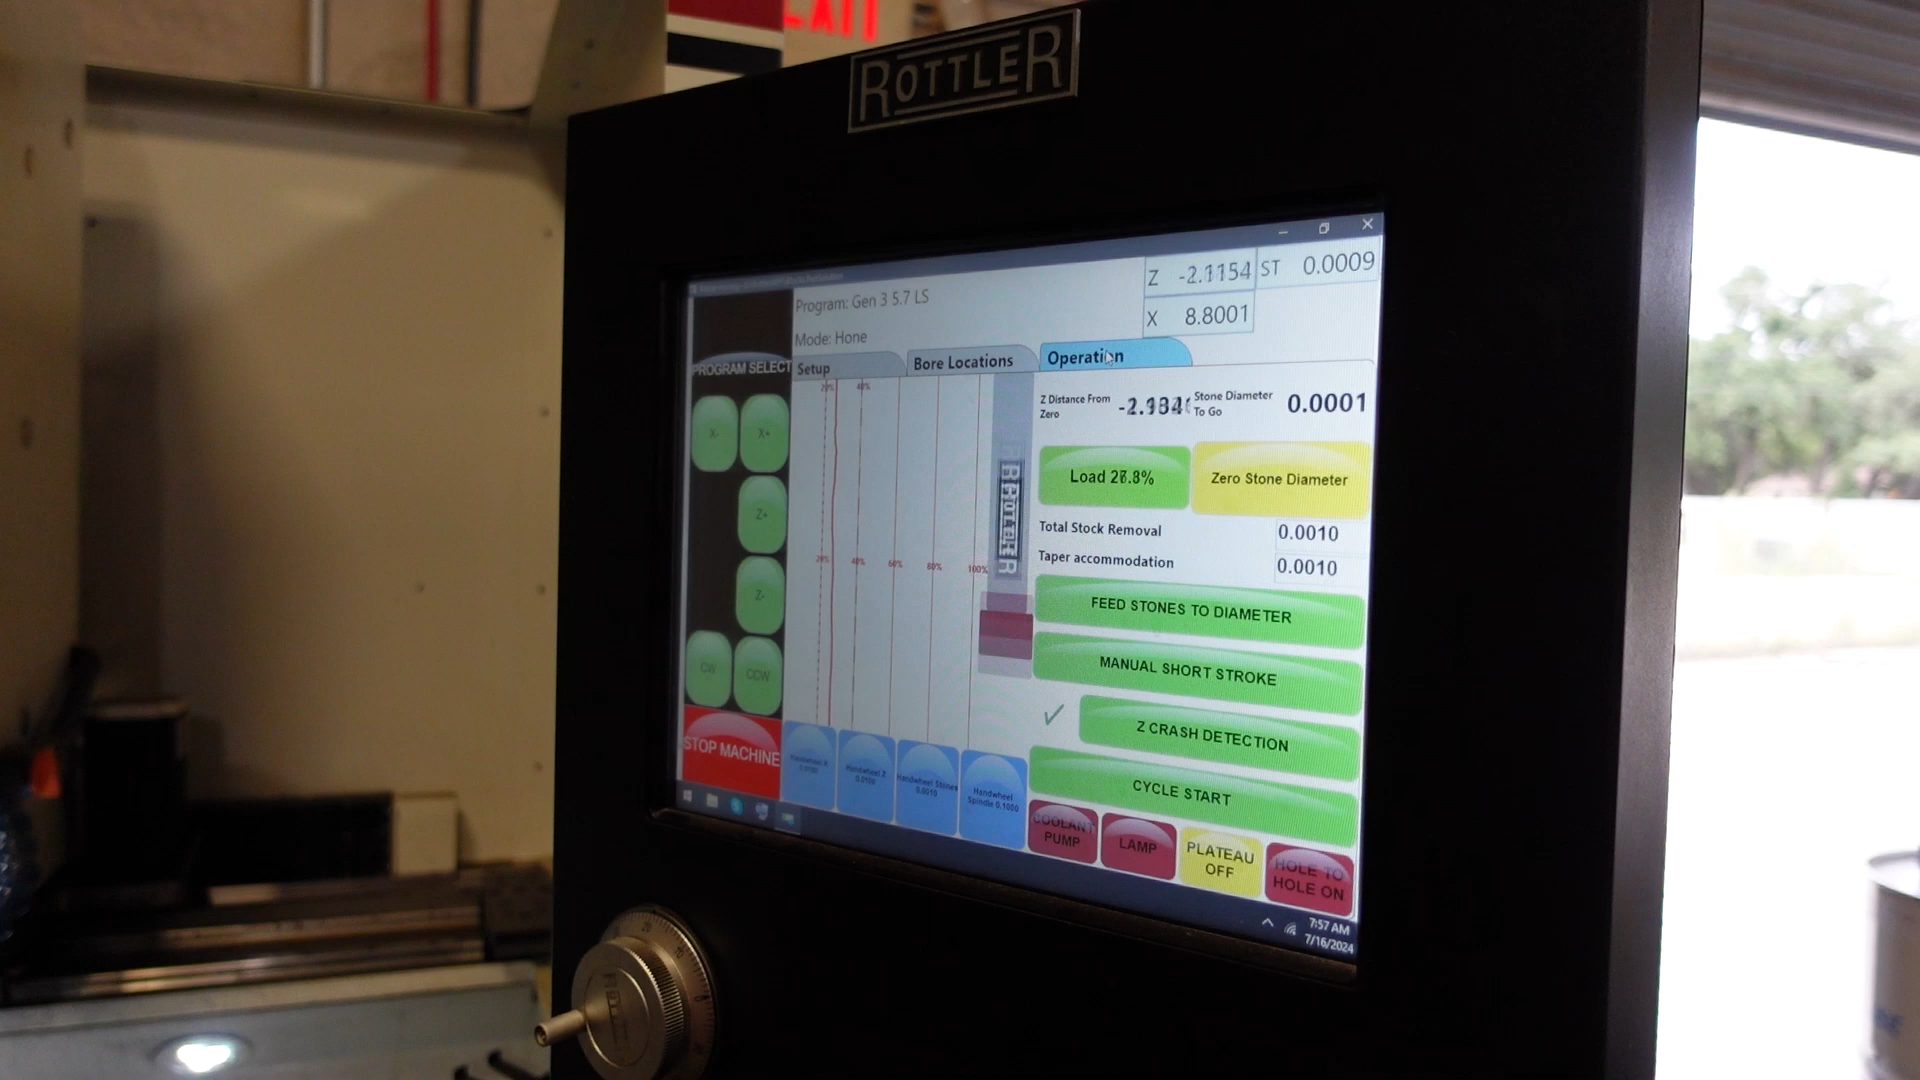 ROTTLER
Z -2.1154 ST 0.0009
Program: Gen 3 5.7 LS
X 8.8001
Mode: Hone
PROGRAM SELECT
Setup
Bore Locations
Operation
20% 40%
Z Distance From Zero
Stone Diameter To Go 0.0001
X- X+
Load
Zero Stone Diameter
ROTTLER
Z+
Total Stock Removal 0.0010
20% 40% 60% 80% 100%
Taper accommodation 0.0010
Z-
FEED STONES TO DIAMETER
CW CCW
MANUAL SHORT STROKE
Z CRASH DETECTION
STOP MACHINE
Handwheel Z
0.0100
Handwheel Stones
0.0010
Handwheel
Spindle 0.1000
CYCLE START
COOLANT
PUMP
LAMP
PLATEAU
OFF
HOLE TO
HOLE ON
7:57 AM
7/16/2024